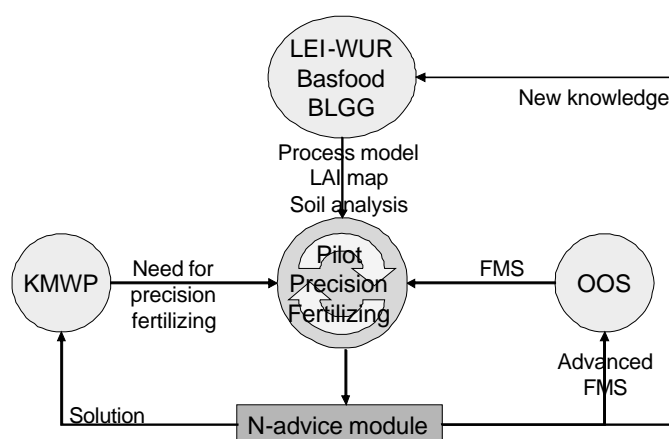 LEI-WUR
Basfood
BLGG
New knowledge
Process model
LAI map
Soil analysis
KMWP
Need for
precision
fertilizing
Pilot
Precision
Fertilizing
FMS
OOS
Advanced
FMS
Solution
N-advice module